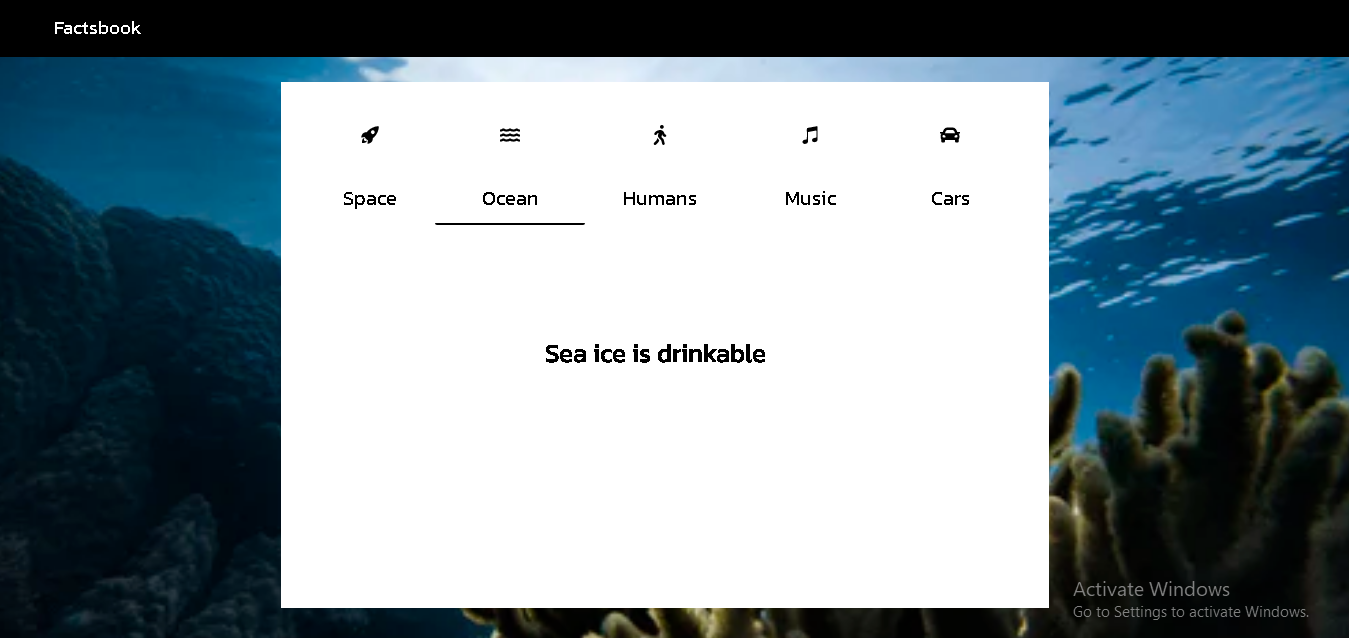 Factsbook
Space
Ocean
Humans
Music
Cars
Sea ice is drinkable
Activate Windows
Go to Settings to activate Windows.